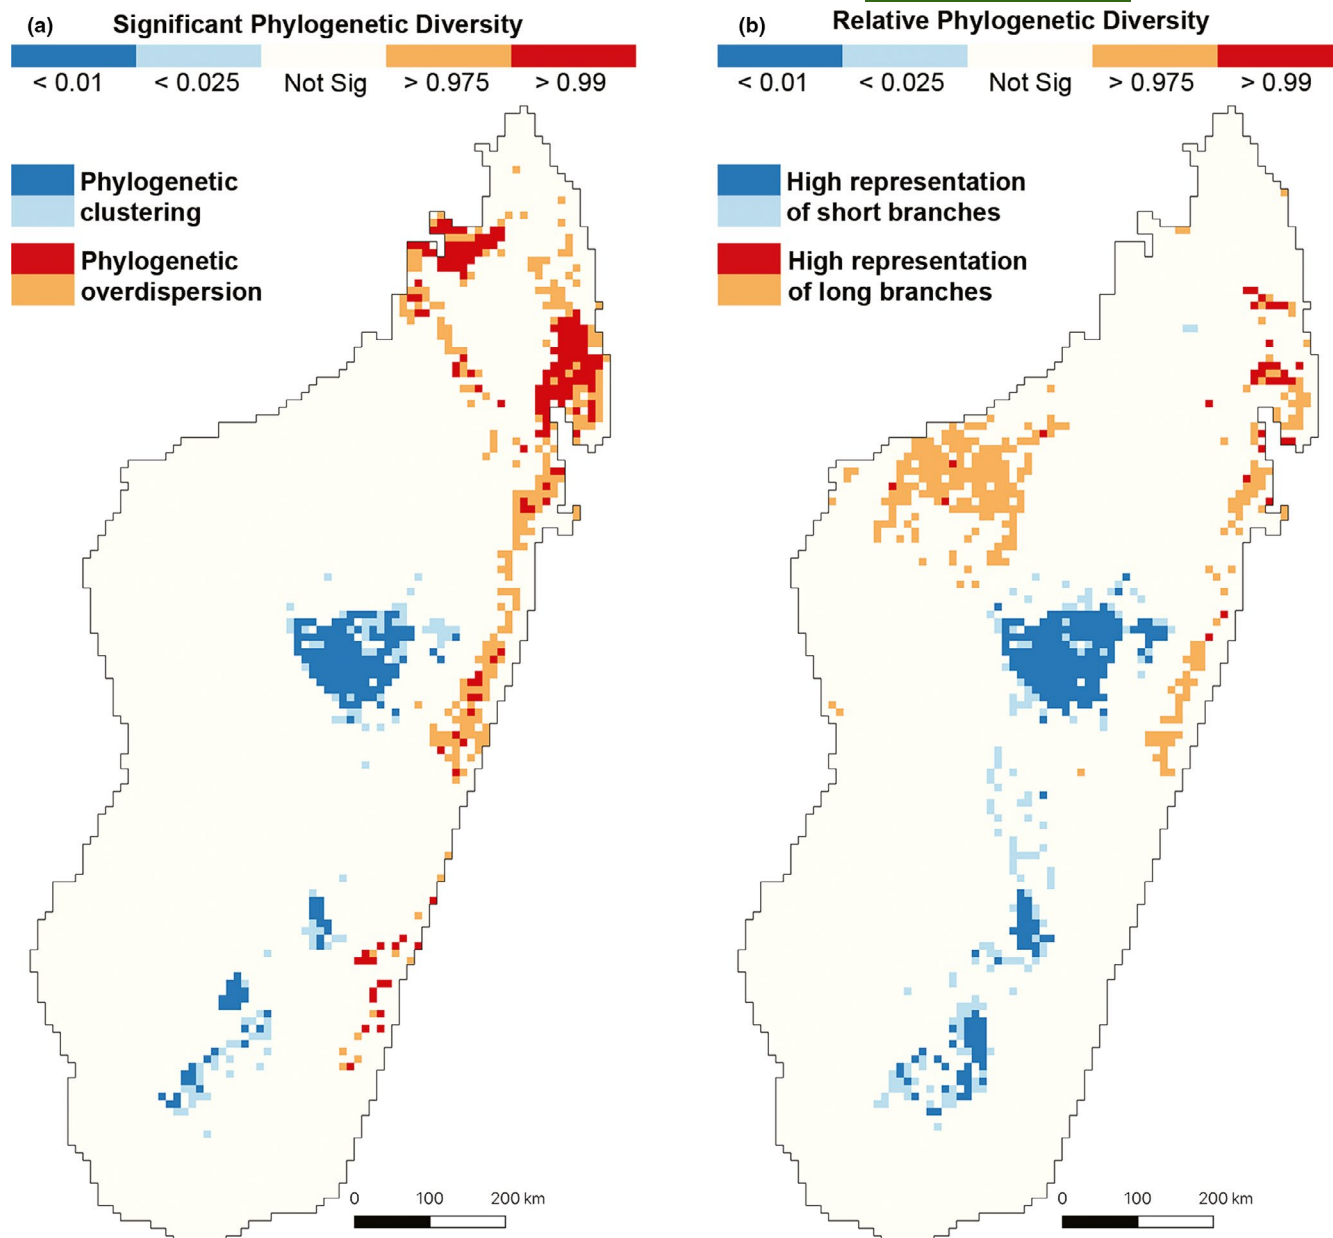 (a) Significant Phylogenetic Diversity
< 0.01 < 0.025 Not Sig > 0.975 > 0.99
Phylogenetic
clustering
Phylogenetic
overdispersion
0 100 200 km
(b) Relative Phylogenetic Diversity
< 0.01 < 0.025 Not Sig > 0.975 > 0.99
High representation
of short branches
High representation
of long branches
0 100 200 km